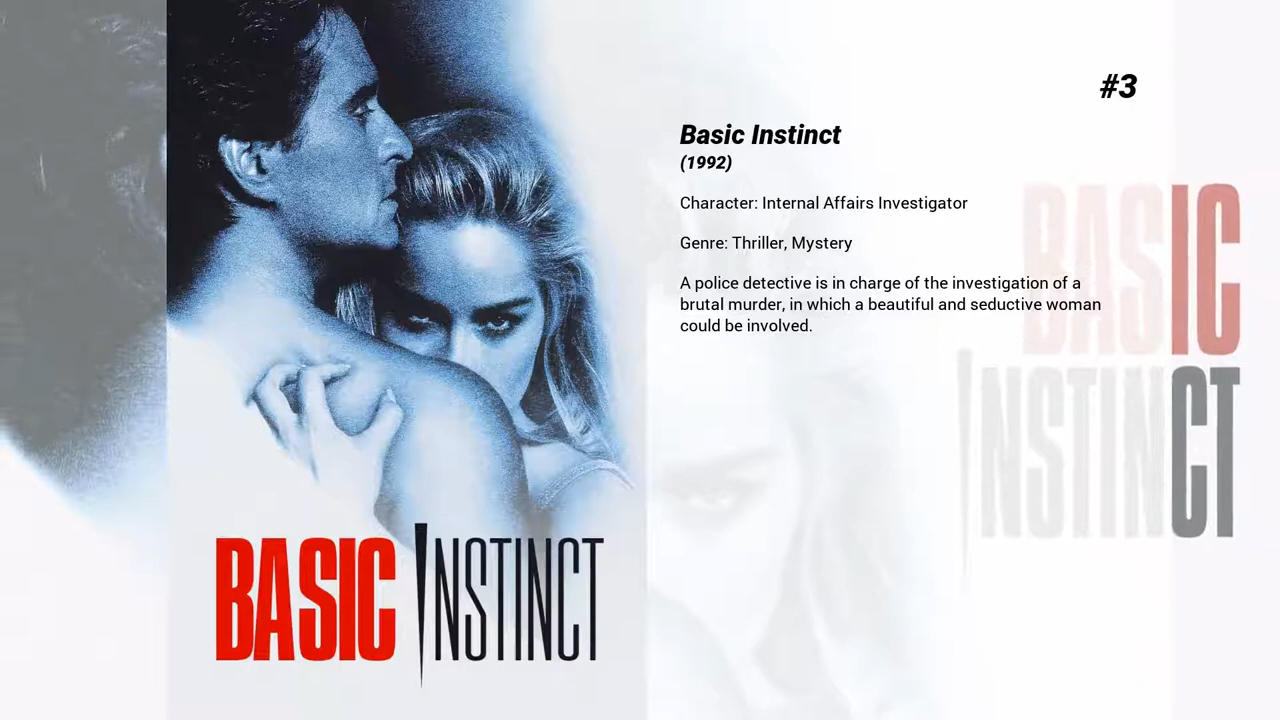 #3
Basic Instinct
(1992)
Character: Internal Affairs Investigator
Genre: Thriller, Mystery
A police detective is in charge of the investigation of a
brutal murder, in which a beautiful and seductive woman
could be involved.
BASIC INSTINCT
BASIC
INSTINCT